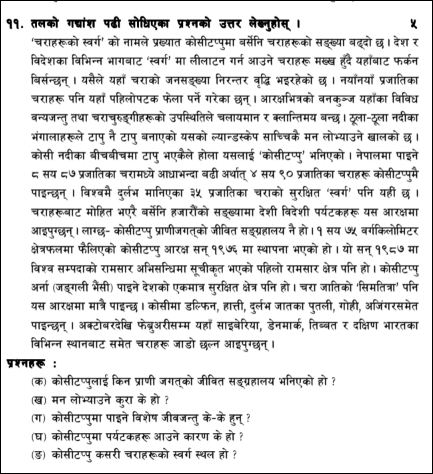 ११. तलको गद्यांश पढी सोधिएका प्रश्नको उत्तर लेख्नुहोस् । ५
'चराहरूको स्वर्ग' को नामले प्रख्यात कोसीटप्पुमा बर्सेनि चराहरूको सङ्ख्या बढ्दो छ। देश र
विदेशका विभिन्न भागबाट 'स्वर्ग' मा लीलाटन गर्न आउने चराहरू मख्ख हुँदै यहाँबाट फर्कन
बिर्सन्छन् । यसैले यहाँ चराको जनसङ्ख्या निरन्तर वृद्धि भइरहेको छ । नयाँनयाँ प्रजातिका
चराहरू पनि यहाँ पहिलोपटक फेला पर्ने गरेका छन् । आरक्षभित्रको वनकुञ्ज यहाँका विविध
बन्यजन्तु तथा चराचुरुङ्गीहरूको उपस्थितिले चलायमान र क्लान्तिमय बन्छ । ठूला-ठूला नदीका
भंगालाहरूले टापु नै टापु बनाएको यसको ल्यान्डस्केप साच्चिकै मन लोभ्याउने खालको छ ।
कोसी नदीका बीचबीचमा टापु भएकैले होला यसलाई 'कोसीटप्पु' भनिएको । नेपालमा पाइने
८ सय ८७ प्रजातिका चरामध्ये आधाभन्दा बढी अर्थात् ४ सय ९० प्रजातिका चराहरू कोसीटप्पुमै
पाइन्छन् । विश्वमै दुर्लभ मानिएका ३५ प्रजातिका चराको सुरक्षित 'स्वर्ग' पनि यही छ ।
चराहरूबाट मोहित भएरै बर्सेनि हजारौंको सङ्ख्यामा देशी विदेशी पर्यटकहरू यस आरक्षमा
आइपुग्छन् । लाग्छ- कोसीटप्पु प्राणीजगत्को जीवित सङ्ग्रहालय नै हो । १ सय ७५ वर्गकिलोमिटर
क्षेत्रफलमा फैलिएको कोसीटप्पु आरक्ष सन् १९७६ मा स्थापना भएको हो । यो सन् १९८७ मा
विश्व सम्पदाको रामसार अभिसन्धिमा सूचीकृत भएको पहिलो रामसार क्षेत्र पनि हो । कोसीटप्पु
अर्ना (जङ्गली भैंसी) पाइने देशको एकमात्र सुरक्षित क्षेत्र पनि हो । चरा जातिको 'सिमतित्रा' पनि
यस आरक्षमा मात्रै पाइन्छ । कोसीमा डल्फिन, हात्ती, दुर्लभ जातका पुतली, गोही, अजिंगरसमेत
पाइन्छन् । अक्टोबरदेखि फेब्रुअरीसम्म यहाँ साइबेरिया, डेनमार्क, तिब्बत र दक्षिण भारतका
विभिन्न स्थानबाट समेत चराहरू जाडो छल्न आइपुग्छन् ।
प्रश्नहरू :
(क) कोसीटप्पुलाई किन प्राणी जगत्को जीवित सङ्ग्रहालय भनिएको हो ?
(ख) मन लोभ्याउने कुरा के हो ?
(ग) कोसीटप्पुमा पाइने विशेष जीवजन्तु के-के हुन् ?
(घ) कोसीटप्पुमा पर्यटकहरू आउने कारण के हो ?
(ङ) कोसीटप्पु कसरी चराहरूको स्वर्ग स्थल हो ?